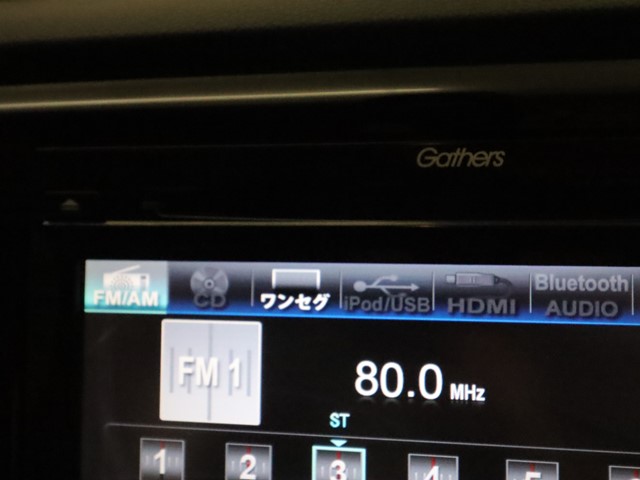 Gathers
FM/AM CD ワンセグ iPod/USB HDMI Bluetooth AUDIO
FM 1
80.0 MHz
ST
1 2 3 4 5